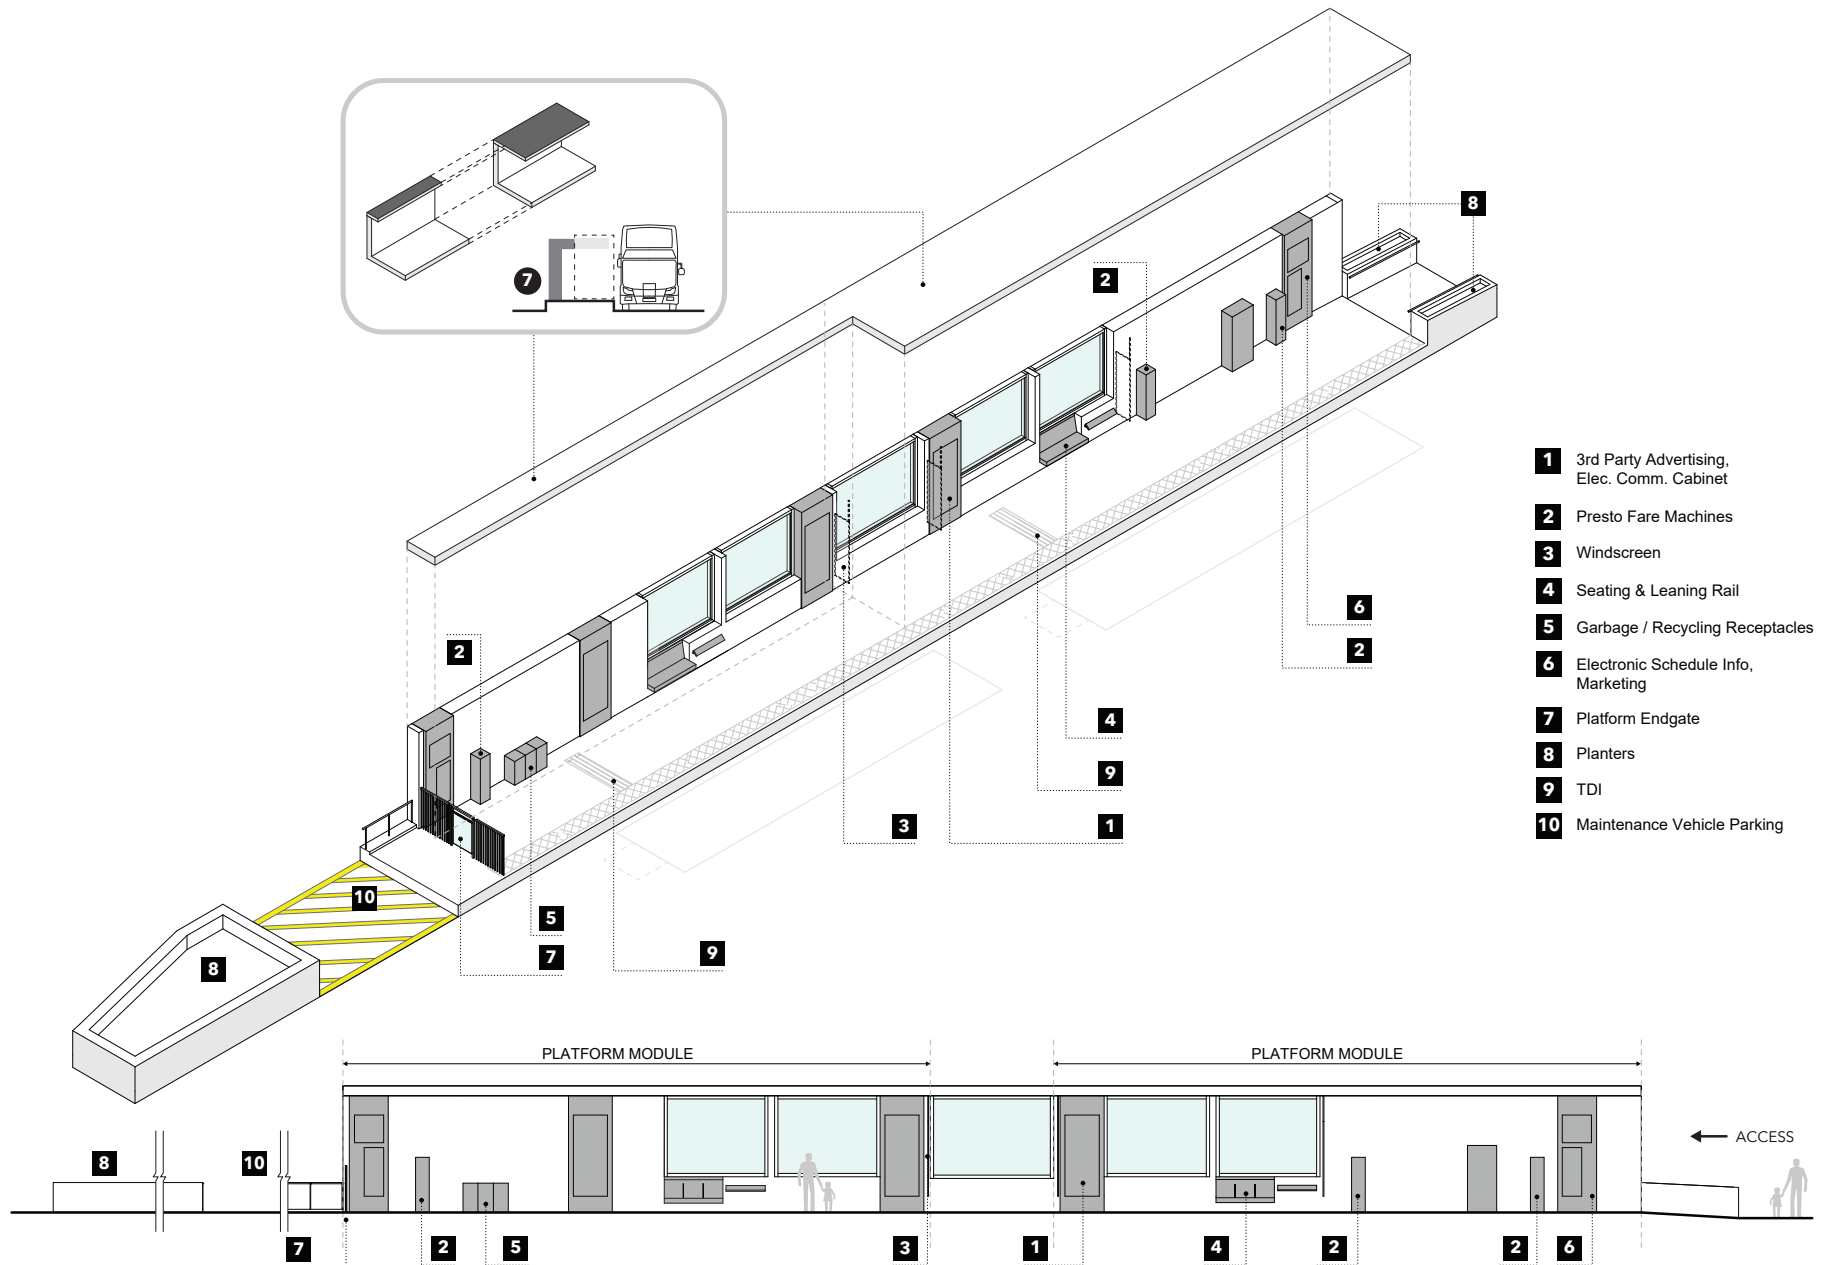 7
8
2
1 3rd Party Advertising,
Elec. Comm. Cabinet
2 Presto Fare Machines
3 Windscreen
4 Seating & Leaning Rail
5 Garbage / Recycling Receptacles
6 Electronic Schedule Info,
Marketing
7 Platform Endgate
8 Planters
9 TDI
10 Maintenance Vehicle Parking
6
2
2
4
9
3
1
10
5
9
7
8
PLATFORM MODULE
PLATFORM MODULE
ACCESS
8
10
7
2
5
3
1
4
2
2
6